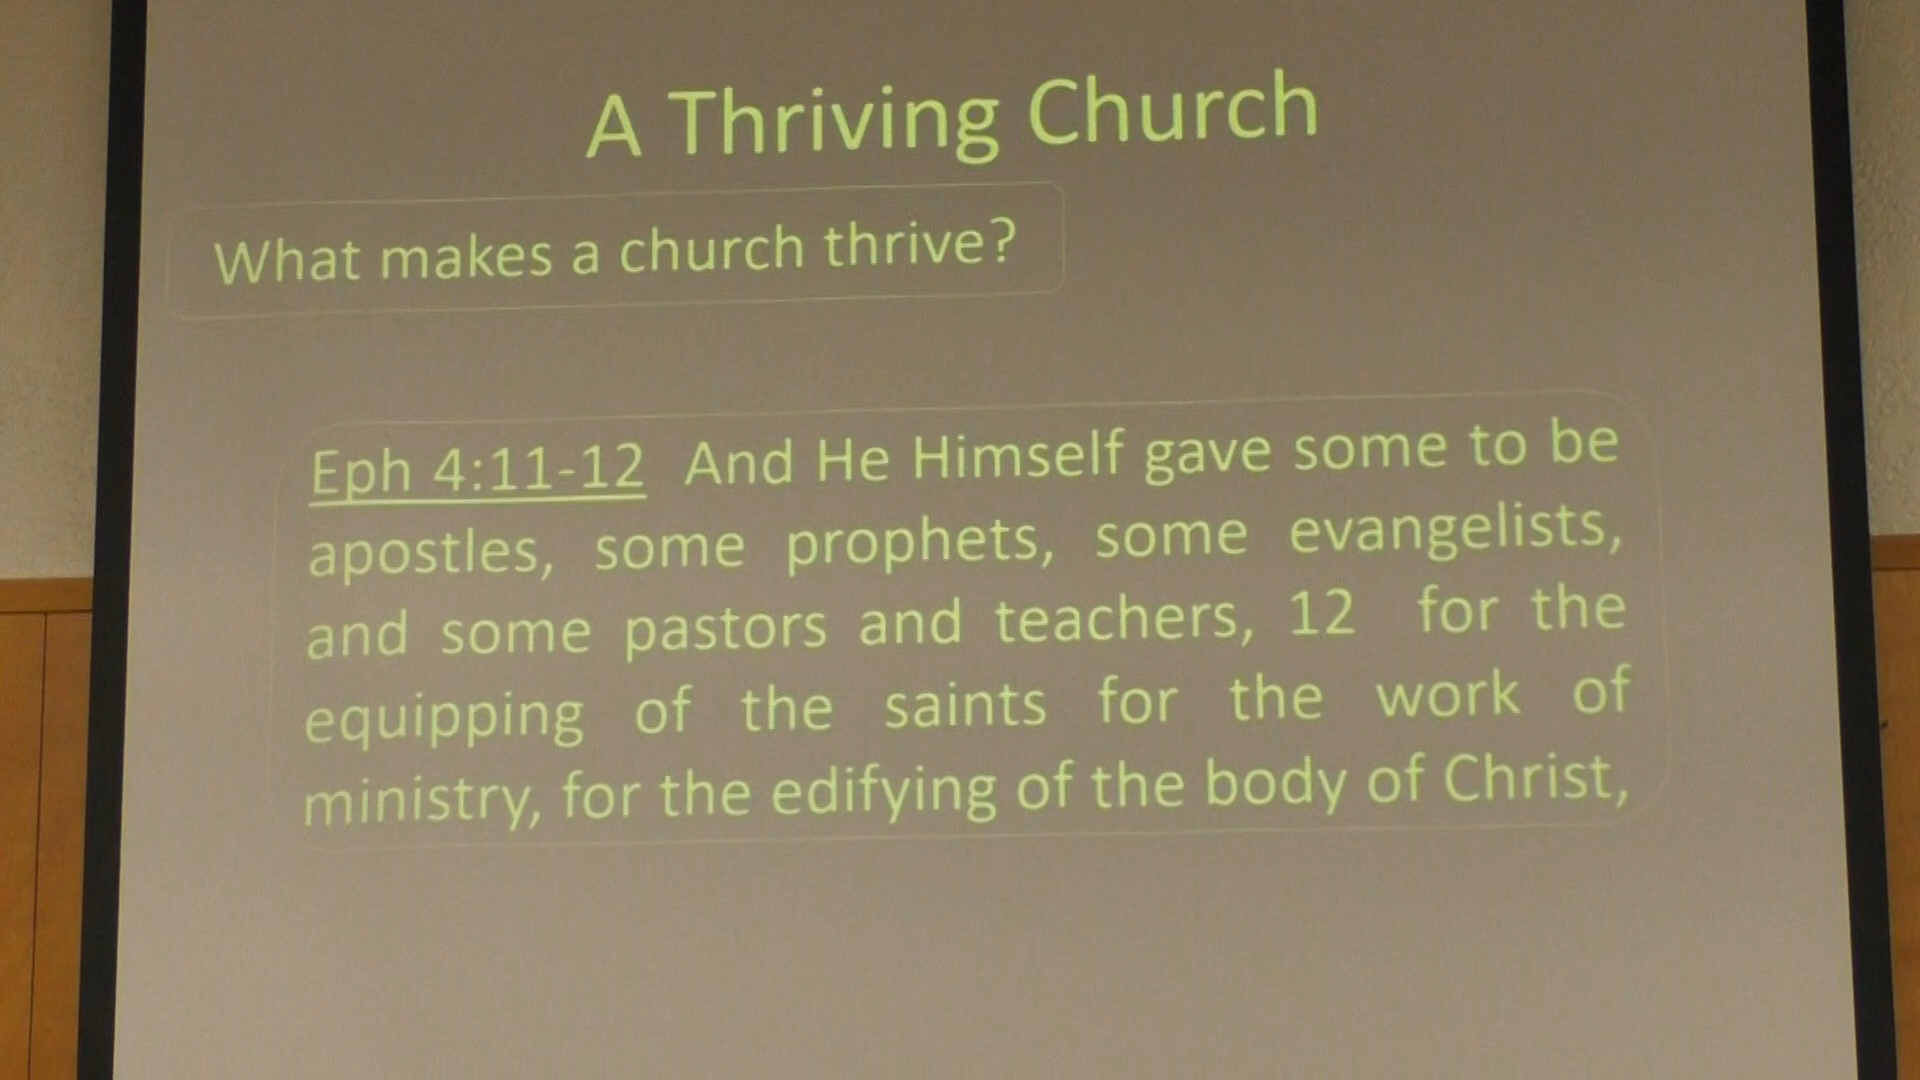 A Thriving Church
What makes a church thrive?
Eph 4:11-12  And He Himself gave some to be
apostles, some prophets, some evangelists,
and some pastors and teachers, 12  for the
equipping of the saints for the work of
ministry, for the edifying of the body of Christ,